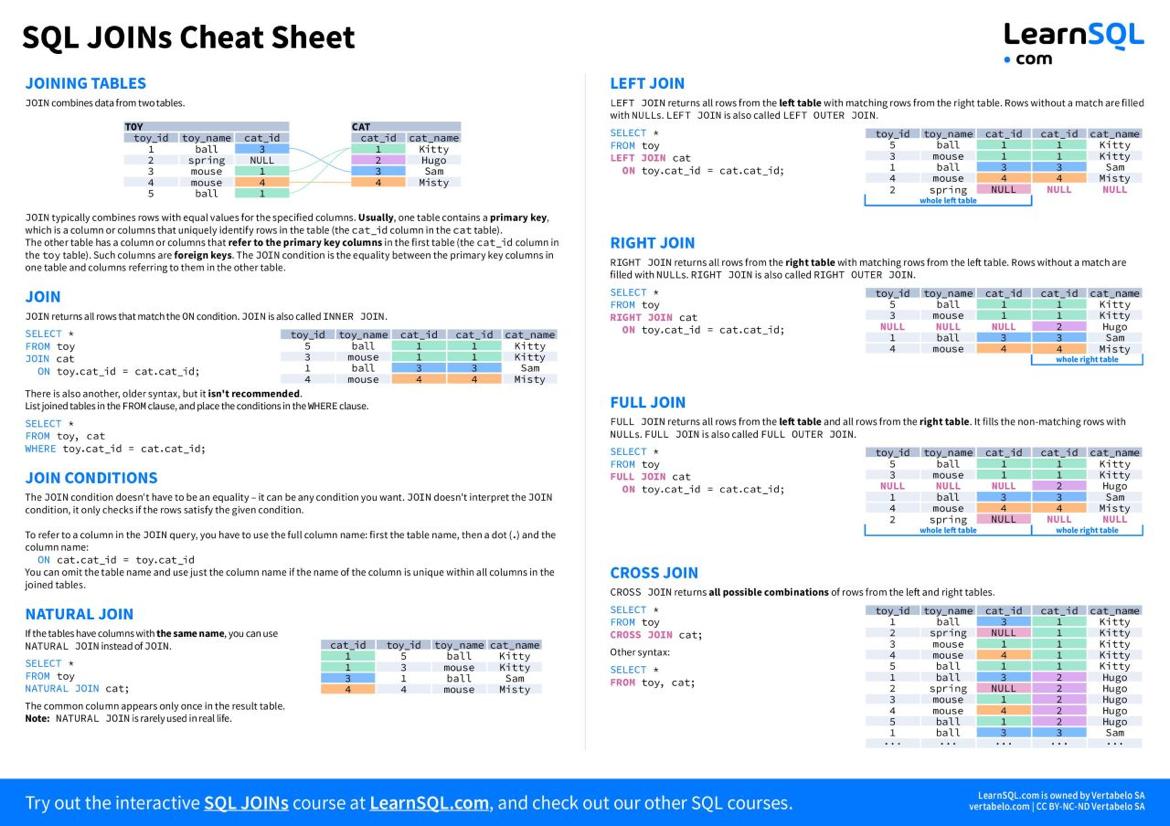 SQL JOINs Cheat Sheet
LearnSQL
• com
JOINING TABLES
JOIN combines data from two tables.
TOY
toy_id toy_name cat_id
1 ball 3
2 spring NULL
3 mouse 1
4 mouse 4
5 ball 1
CAT
cat_id cat_name
1 Kitty
2 Hugo
3 Sam
4 Misty
JOIN typically combines rows with equal values for the specified columns. Usually, one table contains a primary key,
which is a column or columns that uniquely identify rows in the table (the cat_id column in the cat table).
The other table has a column or columns that refer to the primary key columns in the first table (the cat_id column in
the toy table). Such columns are foreign keys. The JOIN condition is the equality between the primary key columns in
one table and columns referring to them in the other table.
JOIN
JOIN returns all rows that match the ON condition. JOIN is also called INNER JOIN.
SELECT *
FROM toy
JOIN cat
ON toy.cat_id = cat.cat_id;
toy_id toy_name cat_id cat_id cat_name
5 ball 1 1 Kitty
3 mouse 1 1 Kitty
1 ball 3 3 Sam
4 mouse 4 4 Misty
There is also another, older syntax, but it isn't recommended.
List joined tables in the FROM clause, and place the conditions in the WHERE clause.
SELECT *
FROM toy, cat
WHERE toy.cat_id = cat.cat_id;
JOIN CONDITIONS
The JOIN condition doesn't have to be an equality – it can be any condition you want. JOIN doesn't interpret the JOIN
condition, it only checks if the rows satisfy the given condition.
To refer to a column in the JOIN query, you have to use the full column name: first the table name, then a dot (.) and the
column name:
ON cat.cat_id = toy.cat_id
You can omit the table name and use just the column name if the name of the column is unique within all columns in the
joined tables.
NATURAL JOIN
If the tables have columns with the same name, you can use
NATURAL JOIN instead of JOIN.
SELECT *
FROM toy
NATURAL JOIN cat;
cat_id toy_id toy_name cat_name
1 5 ball Kitty
1 3 mouse Kitty
3 1 ball Sam
4 4 mouse Misty
The common column appears only once in the result table.
Note: NATURAL JOIN is rarely used in real life.
LEFT JOIN
LEFT JOIN returns all rows from the left table with matching rows from the right table. Rows without a match are filled
with NULLs. LEFT JOIN is also called LEFT OUTER JOIN.
SELECT *
FROM toy
LEFT JOIN cat
ON toy.cat_id = cat.cat_id;
toy_id toy_name cat_id cat_id cat_name
5 ball 1 1 Kitty
3 mouse 1 1 Kitty
1 ball 3 3 Sam
4 mouse 4 4 Misty
2 spring NULL NULL NULL
whole left table
RIGHT JOIN
RIGHT JOIN returns all rows from the right table with matching rows from the left table. Rows without a match are
filled with NULLs. RIGHT JOIN is also called RIGHT OUTER JOIN.
SELECT *
FROM toy
RIGHT JOIN cat
ON toy.cat_id = cat.cat_id;
toy_id toy_name cat_id cat_id cat_name
5 ball 1 1 Kitty
3 mouse 1 1 Kitty
NULL NULL NULL 2 Hugo
1 ball 3 3 Sam
4 mouse 4 4 Misty
whole right table
FULL JOIN
FULL JOIN returns all rows from the left table and all rows from the right table. It fills the non-matching rows with
NULLs. FULL JOIN is also called FULL OUTER JOIN.
SELECT *
FROM toy
FULL JOIN cat
ON toy.cat_id = cat.cat_id;
toy_id toy_name cat_id cat_id cat_name
5 ball 1 1 Kitty
3 mouse 1 1 Kitty
NULL NULL NULL 2 Hugo
1 ball 3 3 Sam
4 mouse 4 4 Misty
2 spring NULL NULL NULL
whole left table whole right table
CROSS JOIN
CROSS JOIN returns all possible combinations of rows from the left and right tables.
SELECT *
FROM toy
CROSS JOIN cat;
Other syntax:
SELECT *
FROM toy, cat;
toy_id toy_name cat_id cat_id cat_name
1 ball 3 1 Kitty
2 spring NULL 1 Kitty
3 mouse 1 1 Kitty
4 mouse 4 1 Kitty
5 ball 1 1 Kitty
1 ball 3 2 Hugo
2 spring NULL 2 Hugo
3 mouse 1 2 Hugo
4 mouse 4 2 Hugo
5 ball 1 2 Hugo
1 ball 3 3 Sam
··· ··· ··· ··· ···
Try out the interactive SQL JOINs course at LearnSQL.com, and check out our other SQL courses.
LearnSQL.com is owned by Vertabelo SA
vertabelo.com | CC BY-NC-ND Vertabelo SA